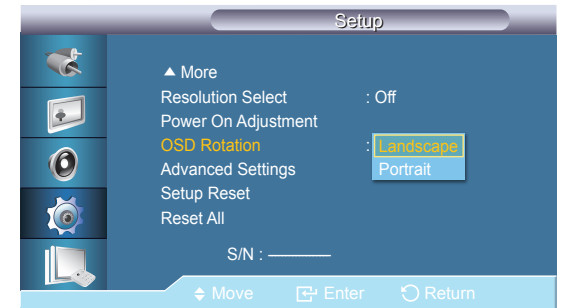 Setup
▲ More
Resolution Select : Off
Power On Adjustment
OSD Rotation : Landscape
Advanced Settings Portrait
Setup Reset
Reset All
S/N : ——————
Move Enter Return